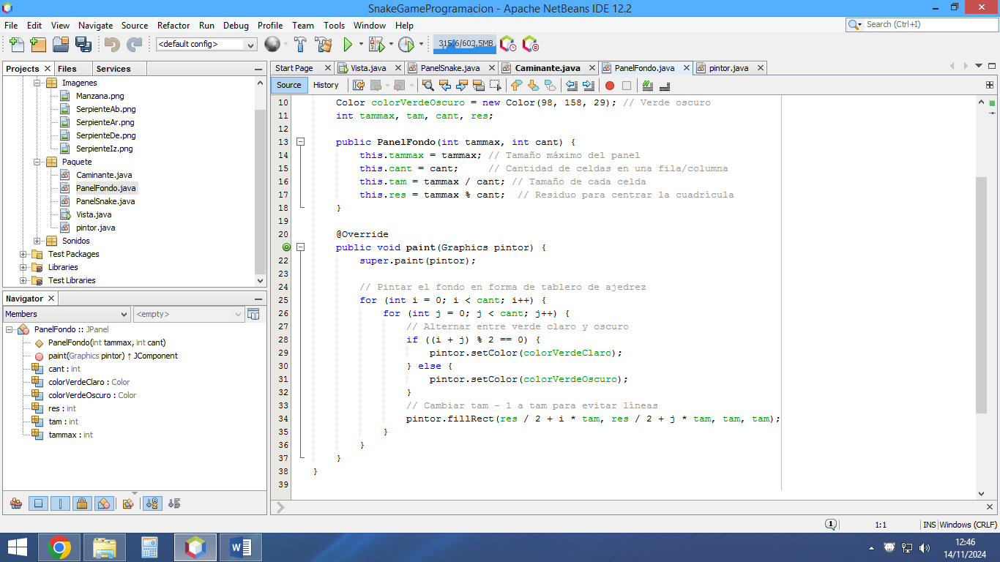 SnakeGameProgramacion - Apache NetBeans IDE 12.2
File Edit View Navigate Source Refactor Run Debug Profile Team Tools Window Help
Search (Ctrl+I)
<default config>
315,6/602,5MB
Projects Files Services
Imagenes
Manzana.png
SerpienteAb.png
SerpienteAr.png
SerpienteDe.png
SerpienteIz.png
Paquete
Caminante.java
PanelFondo.java
PanelSnake.java
Vista.java
pintor.java
Sonidos
Test Packages
Libraries
Test Libraries
Navigator
Members
<empty>
PanelFondo :: JPanel
PanelFondo(int tammax, int cant)
paint(Graphics pintor) ↑ JComponent
cant : int
colorVerdeClaro : Color
colorVerdeOscuro : Color
res : int
tam : int
tammax : int
Start Page Vista.java PanelSnake.java Caminante.java PanelFondo.java pintor.java
Source History
10 Color colorVerdeOscuro = new Color(98, 158, 29); // Verde oscuro
11 int tammax, tam, cant, res;
12
13 public PanelFondo(int tammax, int cant) {
14 this.tammax = tammax; // Tamaño máximo del panel
15 this.cant = cant; // Cantidad de celdas en una fila/columna
16 this.tam = tammax / cant; // Tamaño de cada celda
17 this.res = tammax % cant; // Residuo para centrar la cuadrícula
18 }
19
20 @Override
public void paint(Graphics pintor) {
22 super.paint(pintor);
23
24 // Pintar el fondo en forma de tablero de ajedrez
25 for (int i = 0; i < cant; i++) {
26 for (int j = 0; j < cant; j++) {
27 // Alternar entre verde claro y oscuro
28 if ((i + j) % 2 == 0) {
29 pintor.setColor(colorVerdeClaro);
30 } else {
31 pintor.setColor(colorVerdeOscuro);
32 }
33 // Cambiar tam - 1 a tam para evitar líneas
34 pintor.fillRect(res / 2 + i * tam, res / 2 + j * tam, tam, tam);
35 }
36 }
37 }
38 }
39
1
1:1
INS
Windows (CRLF)
12:46
14/11/2024